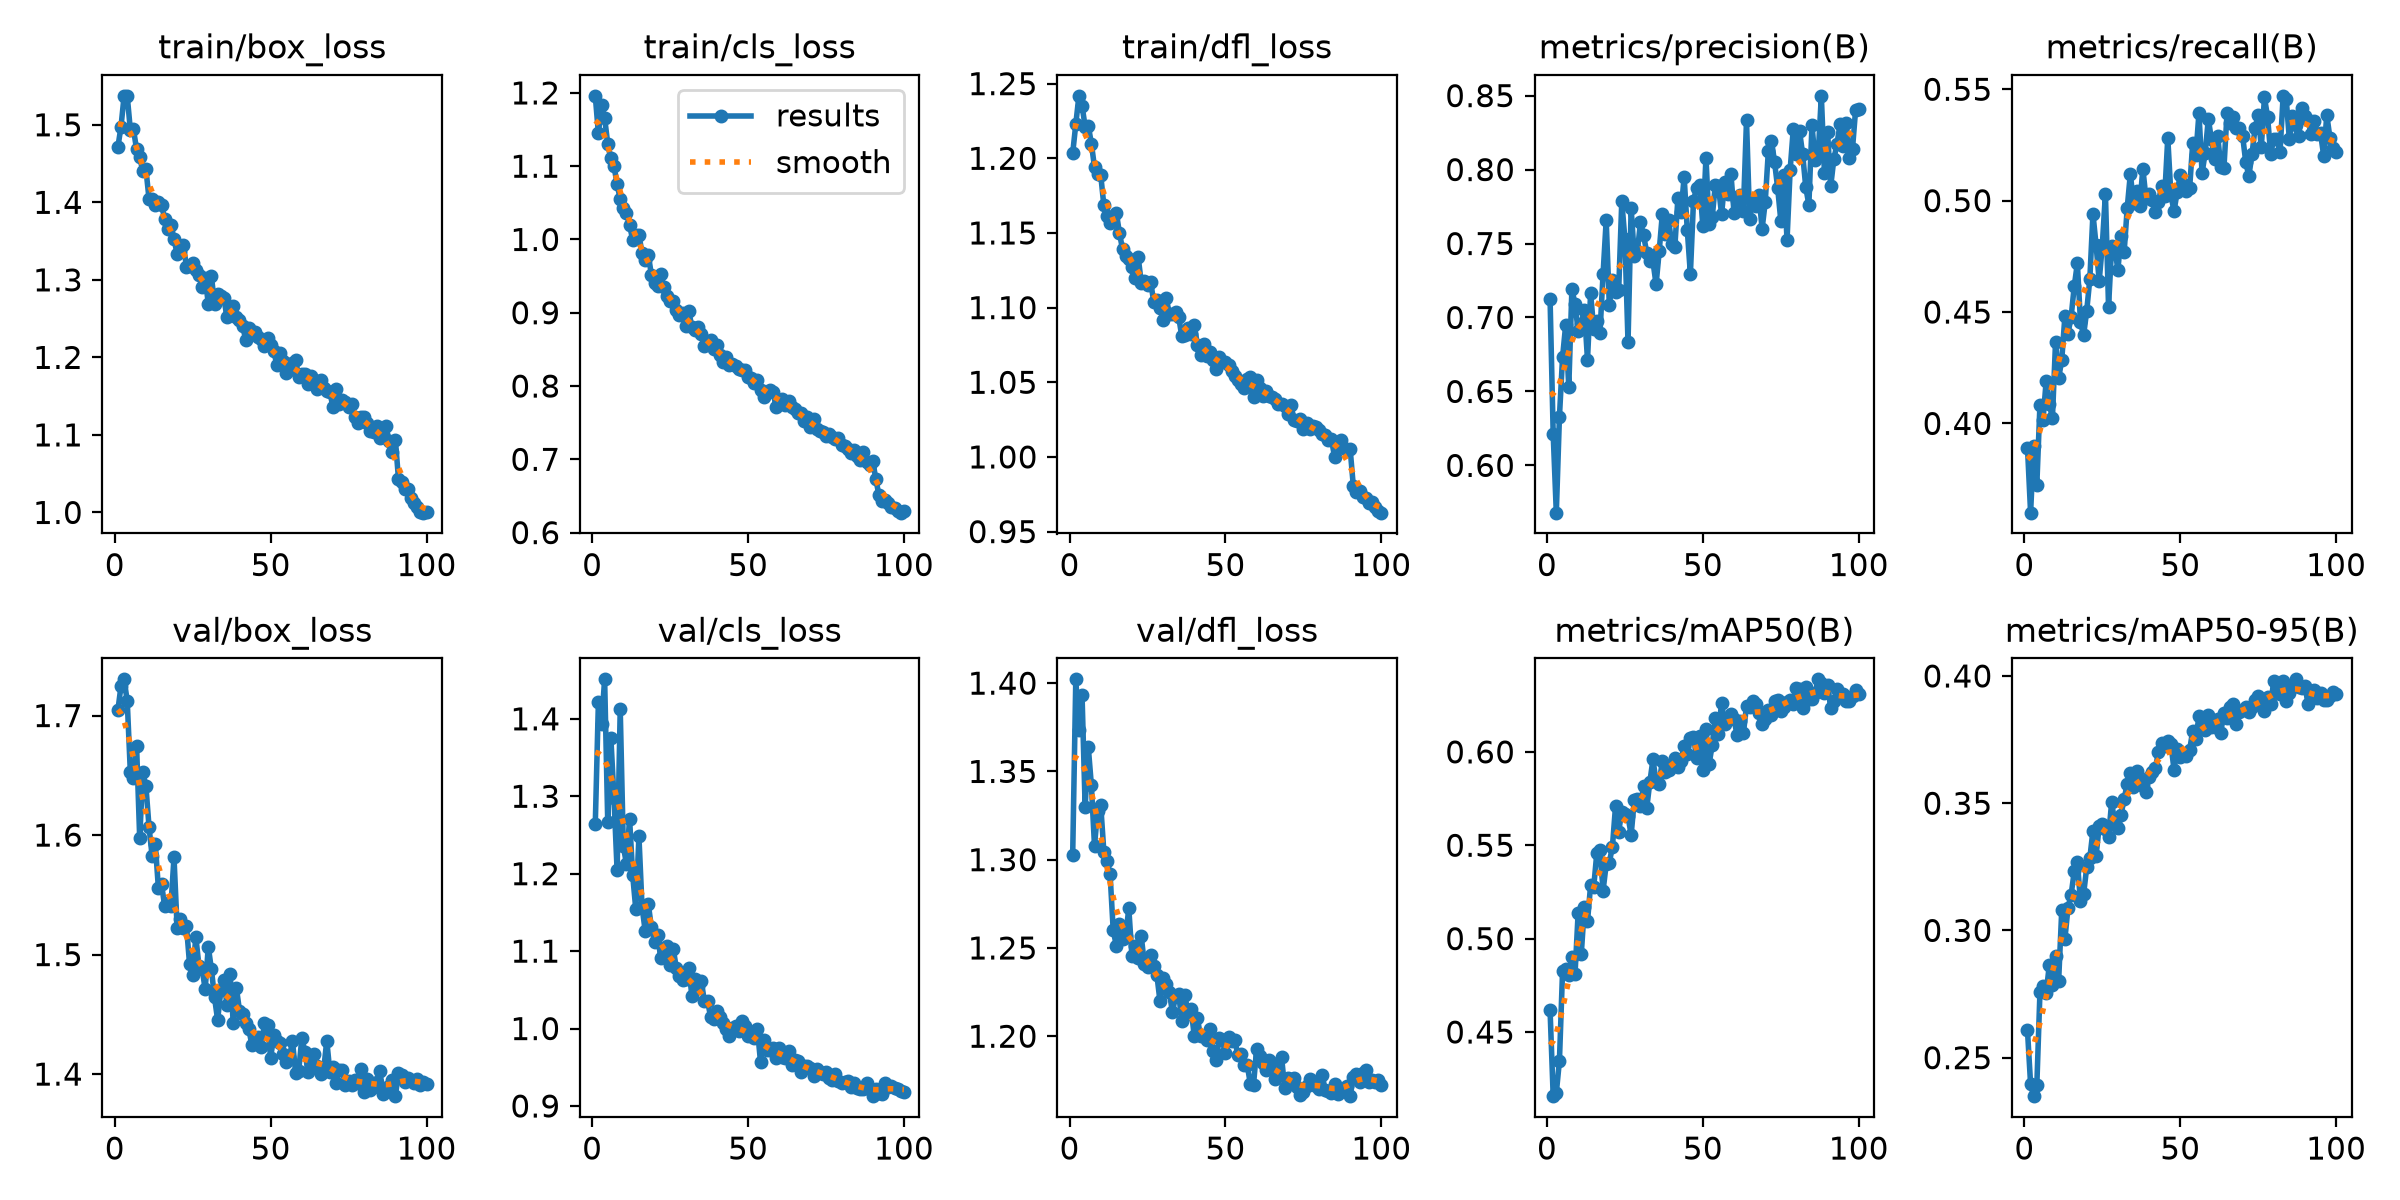 train/box_loss
1.5
1.4
1.3
1.2
1.1
1.0
0 50 100
train/cls_loss
results
smooth
1.2
1.1
1.0
0.9
0.8
0.7
0.6
0 50 100
train/dfl_loss
1.25
1.20
1.15
1.10
1.05
1.00
0.95
0 50 100
metrics/precision(B)
0.85
0.80
0.75
0.70
0.65
0.60
0 50 100
metrics/recall(B)
0.55
0.50
0.45
0.40
0 50 100
val/box_loss
1.7
1.6
1.5
1.4
0 50 100
val/cls_loss
1.4
1.3
1.2
1.1
1.0
0.9
0 50 100
val/dfl_loss
1.40
1.35
1.30
1.25
1.20
0 50 100
metrics/mAP50(B)
0.60
0.55
0.50
0.45
0 50 100
metrics/mAP50-95(B)
0.40
0.35
0.30
0.25
0 50 100